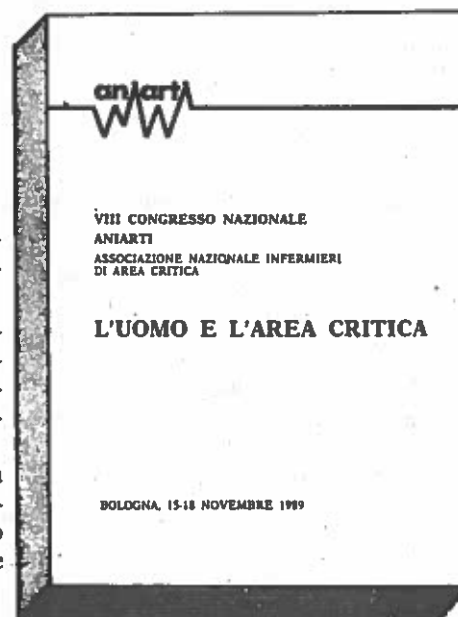 aniarti
VIII CONGRESSO NAZIONALE
ANIARTI
ASSOCIAZIONE NAZIONALE INFERMIERI
DI AREA CRITICA
L'UOMO E L'AREA CRITICA
BOLOGNA, 15-18 NOVEMBRE 1989